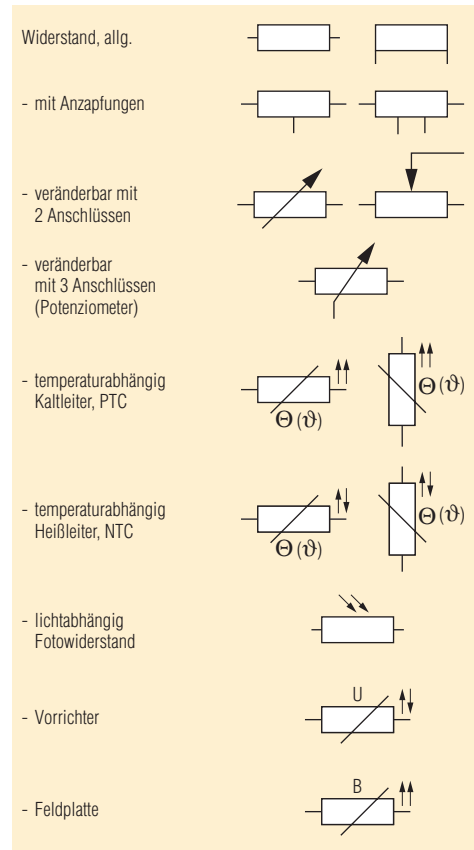 Widerstand, allg.
- mit Anzapfungen
- veränderbar mit
2 Anschlüssen
- veränderbar
mit 3 Anschlüssen
(Potenziometer)
- temperaturabhängig
Kaltleiter, PTC
Θ (ϑ)
Θ (ϑ)
- temperaturabhängig
Heißleiter, NTC
Θ (ϑ)
Θ (ϑ)
- lichtabhängig
Fotowiderstand
- Vorrichter
U
- Feldplatte
B